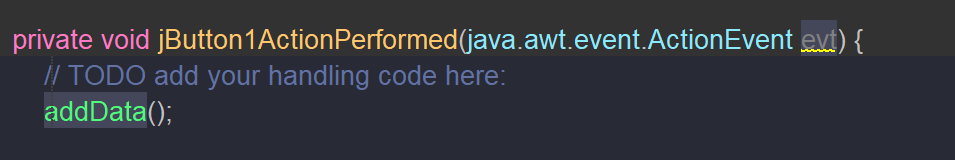 private void jButton1ActionPerformed(java.awt.event.ActionEvent evt) {
// TODO add your handling code here:
addData();